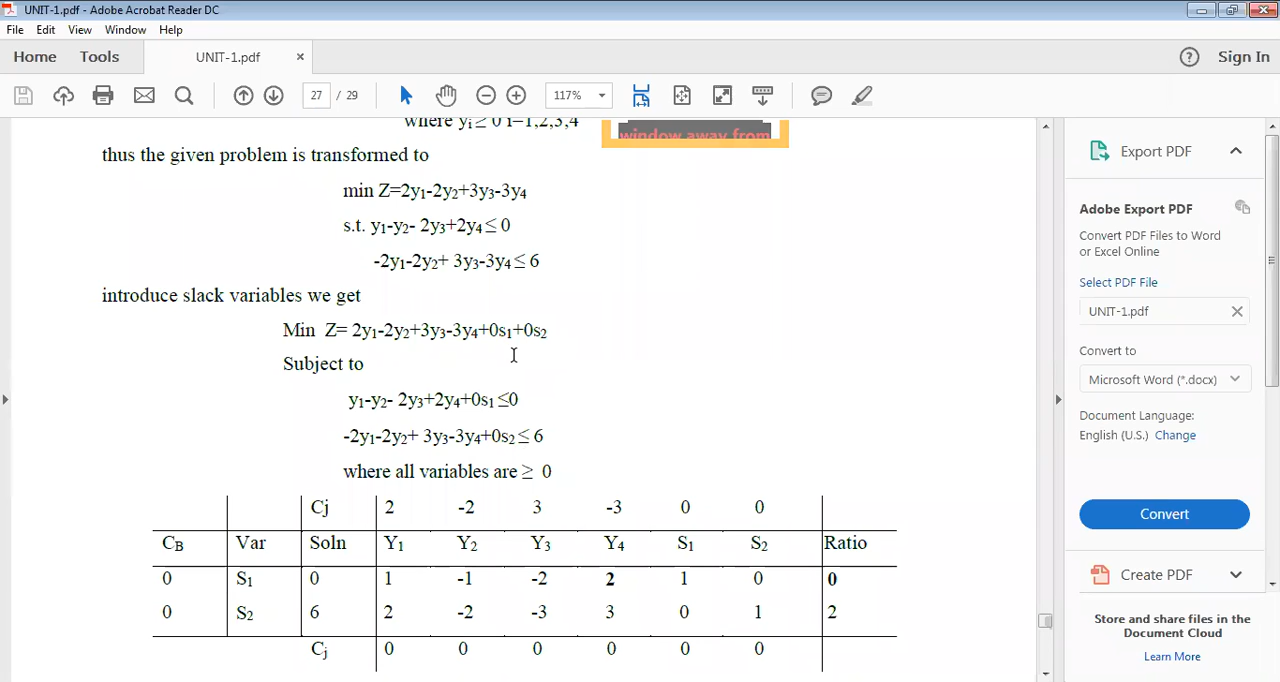 UNIT-1.pdf - Adobe Acrobat Reader DC
File Edit View Window Help
Home Tools UNIT-1.pdf × Sign In
27 / 29 117%
where yi≥ 0 i=1,2,3,4
window away from
thus the given problem is transformed to
min Z=2y1-2y2+3y3-3y4
s.t. y1-y2- 2y3+2y4≤ 0
-2y1-2y2+ 3y3-3y4≤ 6
introduce slack variables we get
Min Z= 2y1-2y2+3y3-3y4+0s1+0s2
Subject to
y1-y2- 2y3+2y4+0s1 ≤0
-2y1-2y2+ 3y3-3y4+0s2 ≤ 6
where all variables are ≥ 0
Cj 2 -2 3 -3 0 0
CB Var Soln Y1 Y2 Y3 Y4 S1 S2 Ratio
0 S1 0 1 -1 -2 2 1 0 0
0 S2 6 2 -2 -3 3 0 1 2
Cj 0 0 0 0 0 0
Export PDF
Adobe Export PDF
Convert PDF Files to Word
or Excel Online
Select PDF File
UNIT-1.pdf
Convert to
Microsoft Word (*.docx)
Document Language:
English (U.S.) Change
Convert
Create PDF
Store and share files in the
Document Cloud
Learn More